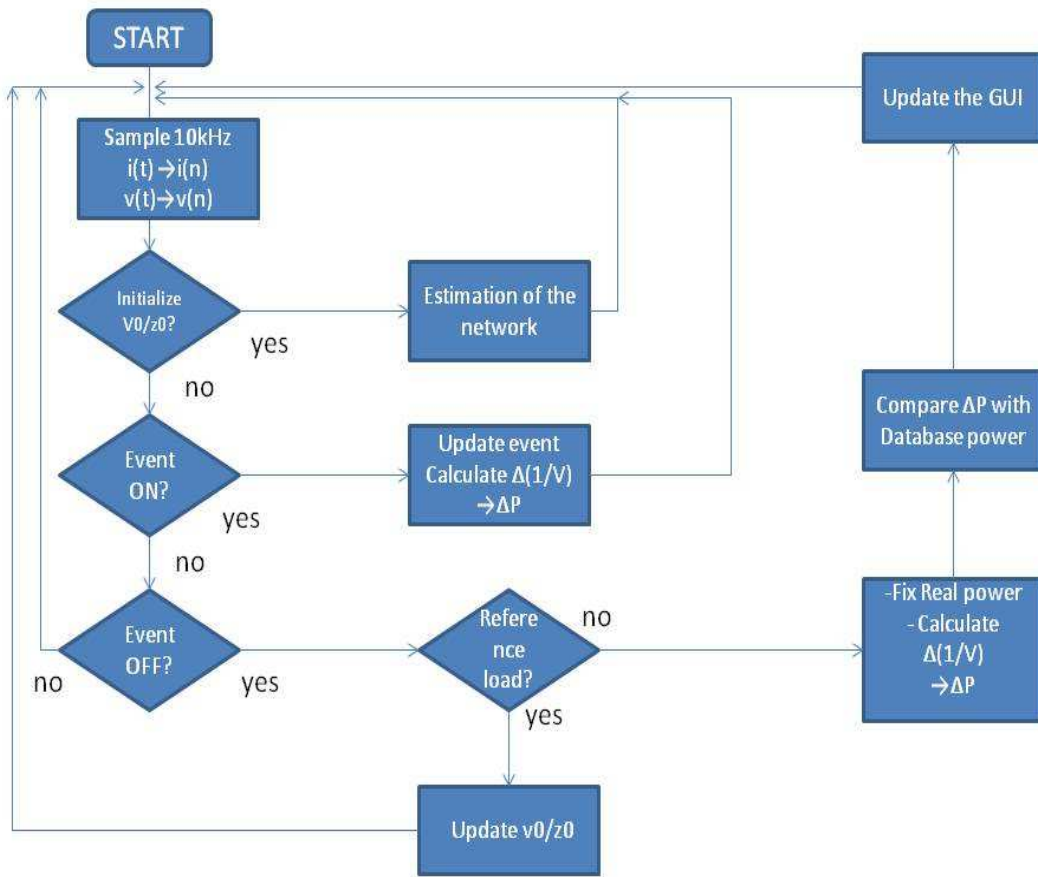 START
Update the GUI
Sample 10kHz
i(t)→i(n)
v(t)→v(n)
Initialize
V0/z0?
yes
Estimation of the
network
no
Event
ON?
yes
Update event
Calculate Δ(1/V)
→ΔP
Compare ΔP with
Database power
no
Event
OFF?
no
yes
Refere
nce
load?
no
yes
-Fix Real power
- Calculate
Δ(1/V)
→ΔP
Update v0/z0